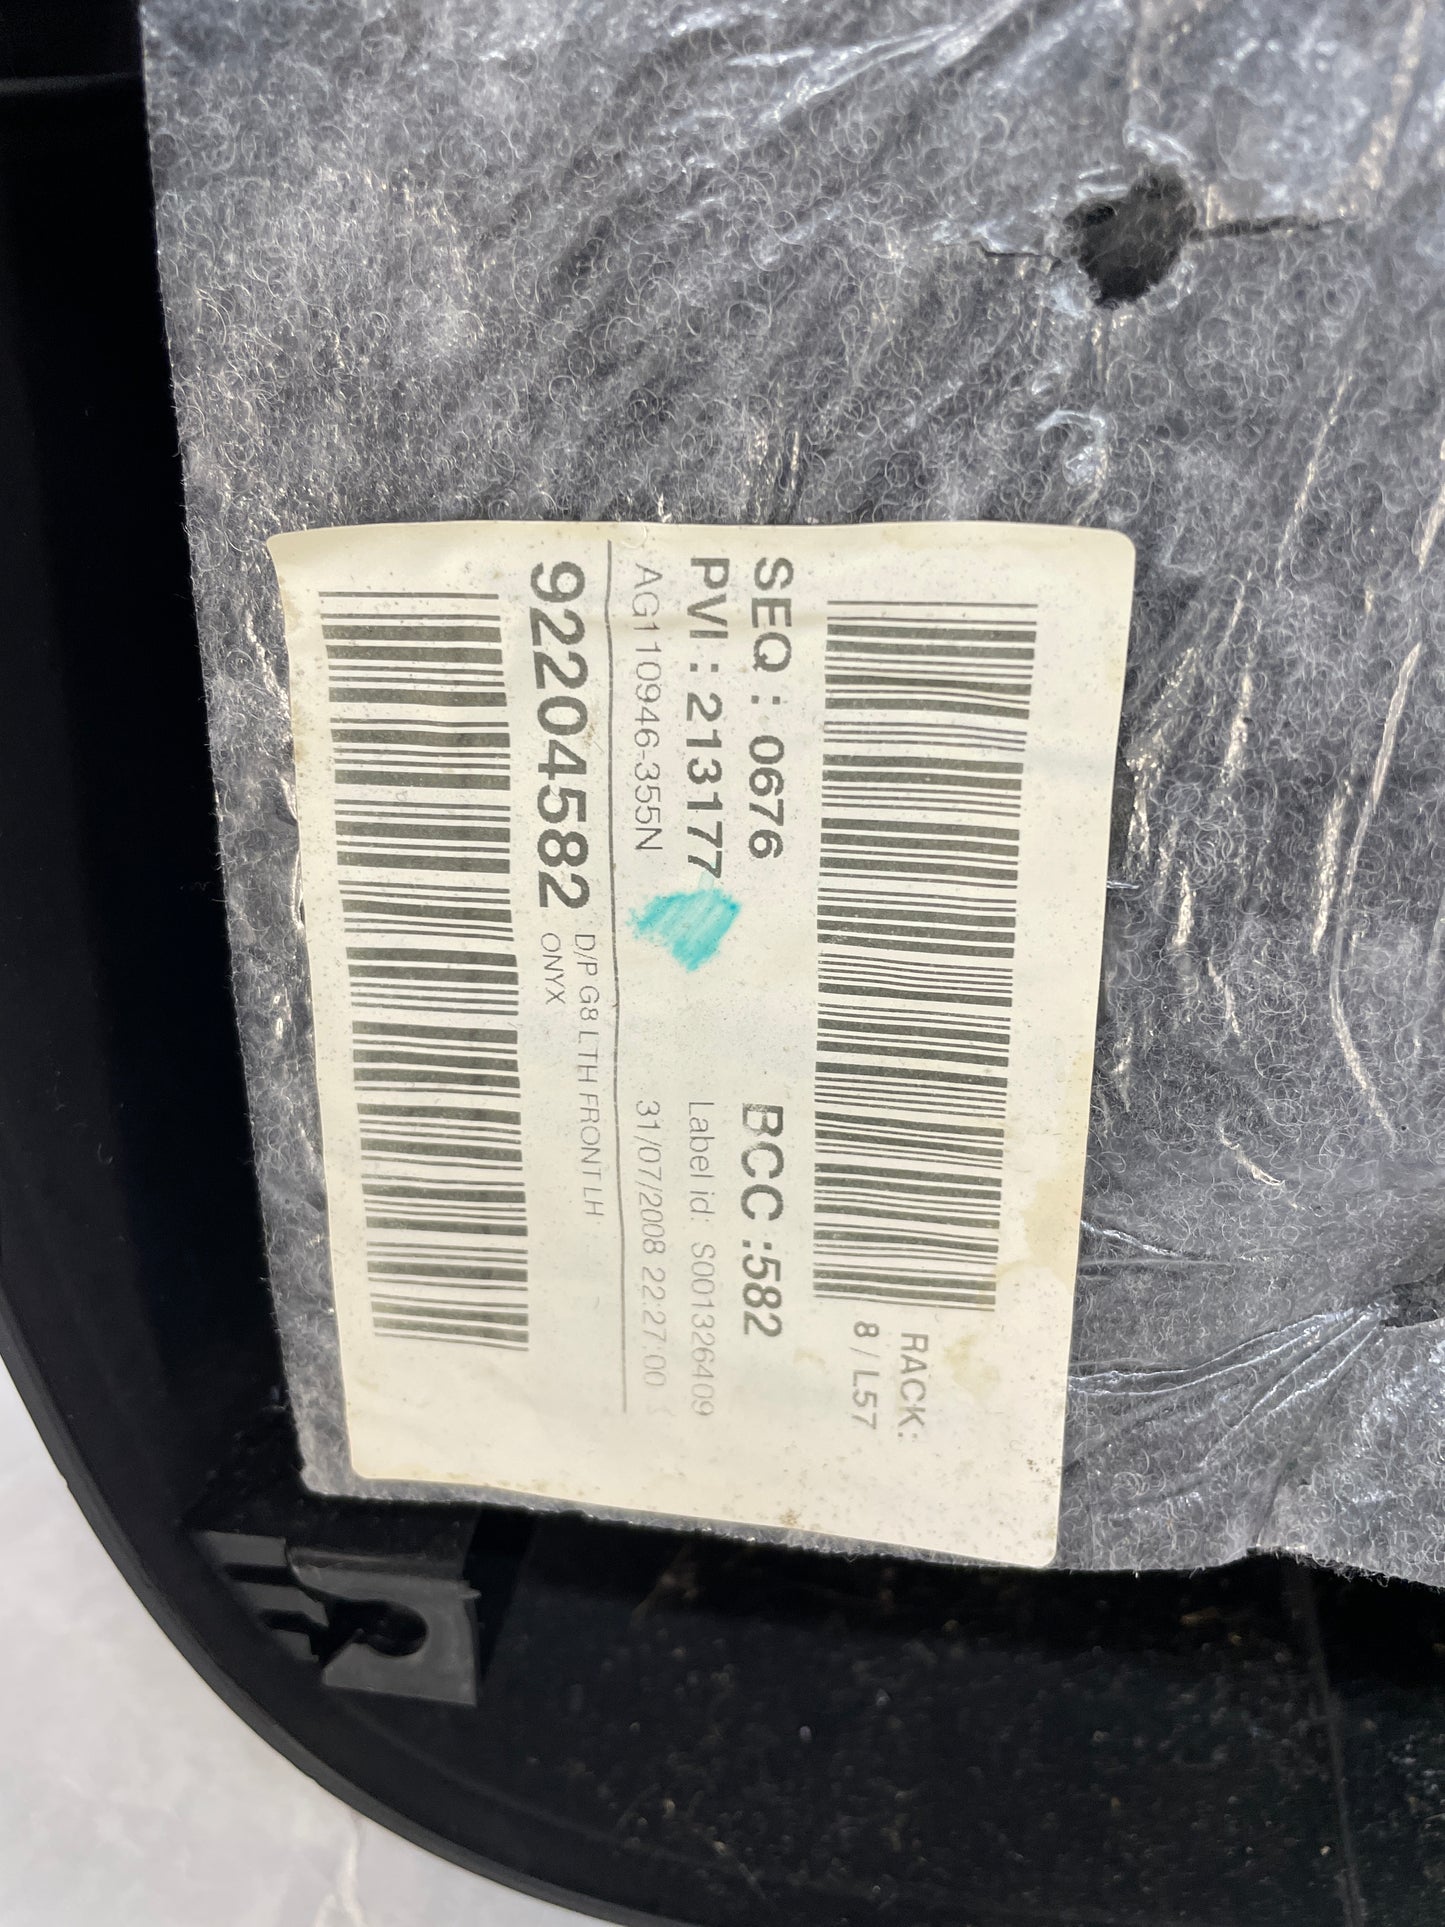 RACK:
8 / L57
SEQ : 0676
BCC :582
PVI : 213177
Label id: S001326409
AG110946-355N
31/07/2008 22:27:00
92204582
D/P G8 LTH FRONT LH
ONYX